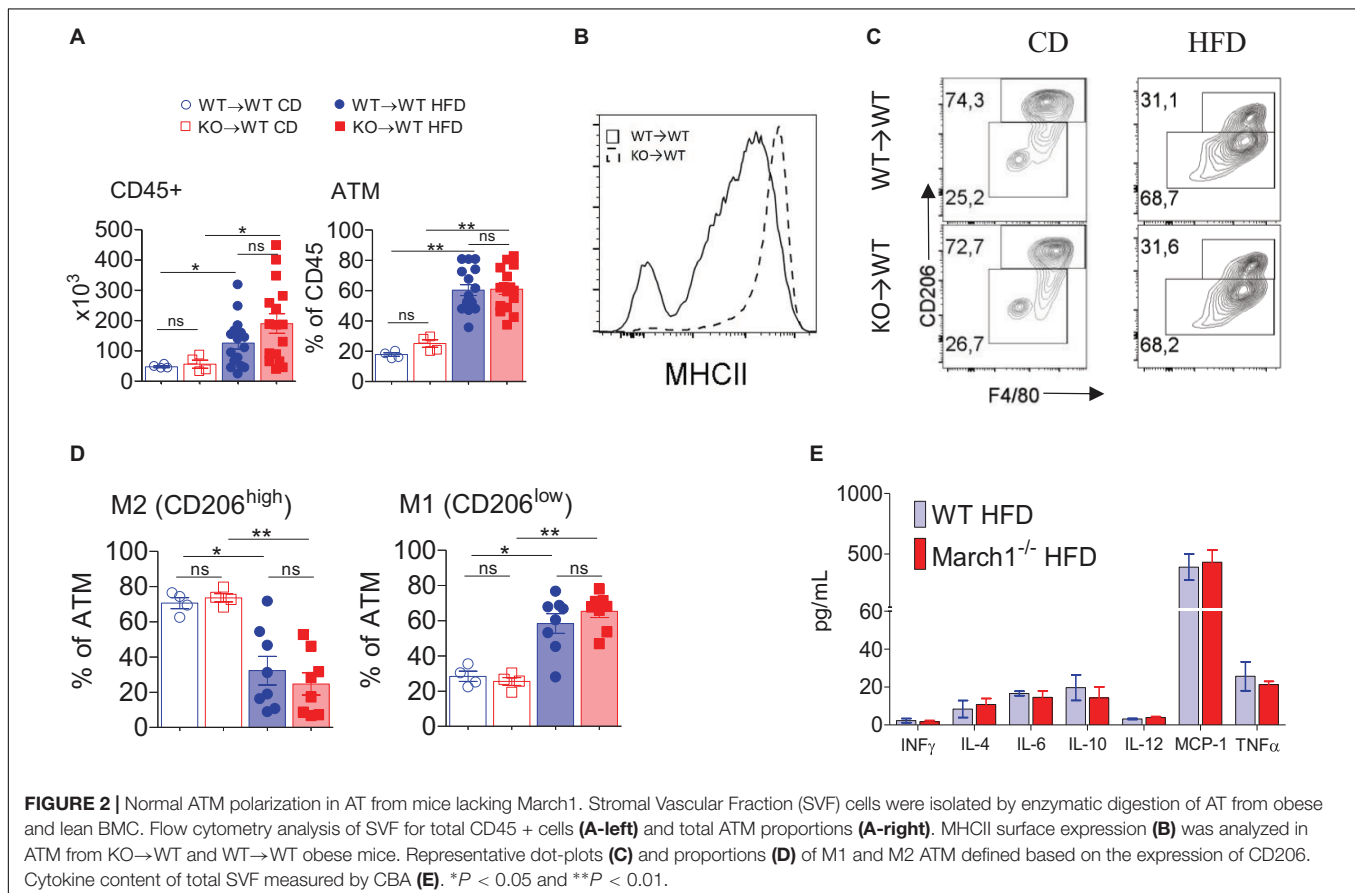 A
WT→WT CD
WT→WT HFD
KO→WT CD
KO→WT HFD
CD45+
x10³
500
400
300
200
100
0
ns
*
ns
*
ATM
% of CD45
100
80
60
40
20
0
ns
**
ns
**
B
WT→WT
KO→WT
MHCII
C
CD
HFD
WT→WT
74,3
25,2
31,1
68,7
KO→WT
72,7
26,7
31,6
68,2
CD206
F4/80
D
M2 (CD206high)
% of ATM
100
80
60
40
20
0
ns
*
ns
**
M1 (CD206low)
% of ATM
100
80
60
40
20
0
ns
*
ns
**
E
WT HFD
March1-/- HFD
pg/mL
1000
500
60
40
20
0
INFγ IL-4 IL-6 IL-10 IL-12 MCP-1 TNFα
FIGURE 2 | Normal ATM polarization in AT from mice lacking March1. Stromal Vascular Fraction (SVF) cells were isolated by enzymatic digestion of AT from obese
and lean BMC. Flow cytometry analysis of SVF for total CD45 + cells (A-left) and total ATM proportions (A-right). MHCII surface expression (B) was analyzed in
ATM from KO→WT and WT→WT obese mice. Representative dot-plots (C) and proportions (D) of M1 and M2 ATM defined based on the expression of CD206.
Cytokine content of total SVF measured by CBA (E). *P < 0.05 and **P < 0.01.